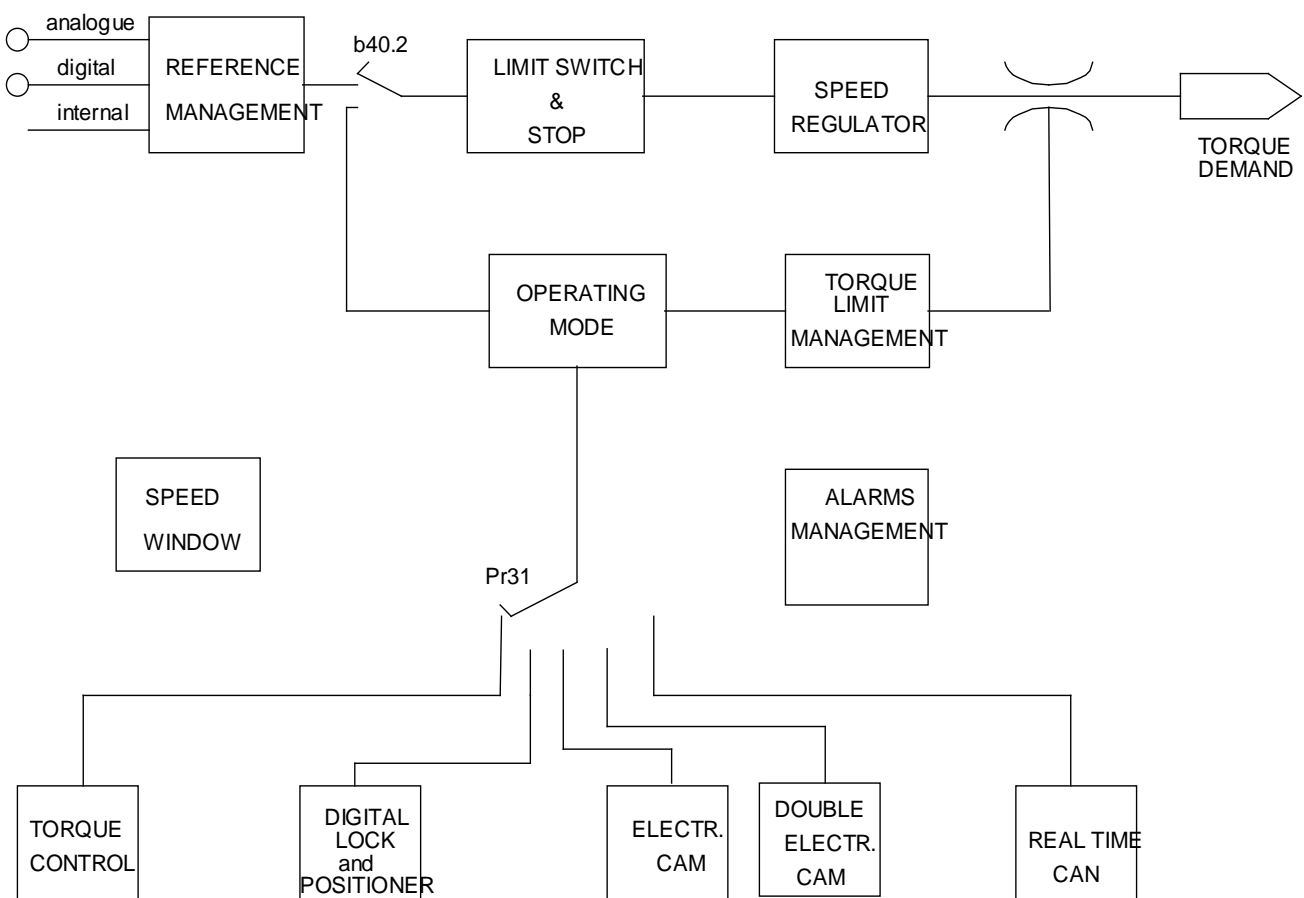 analogue
digital
internal
REFERENCE
MANAGEMENT
b40.2
LIMIT SWITCH
&
STOP
SPEED
REGULATOR
TORQUE
DEMAND
OPERATING
MODE
TORQUE
LIMIT
MANAGEMENT
SPEED
WINDOW
ALARMS
MANAGEMENT
Pr31
TORQUE
CONTROL
DIGITAL
LOCK
and
POSITIONER
ELECTR.
CAM
DOUBLE
ELECTR.
CAM
REAL TIME
CAN